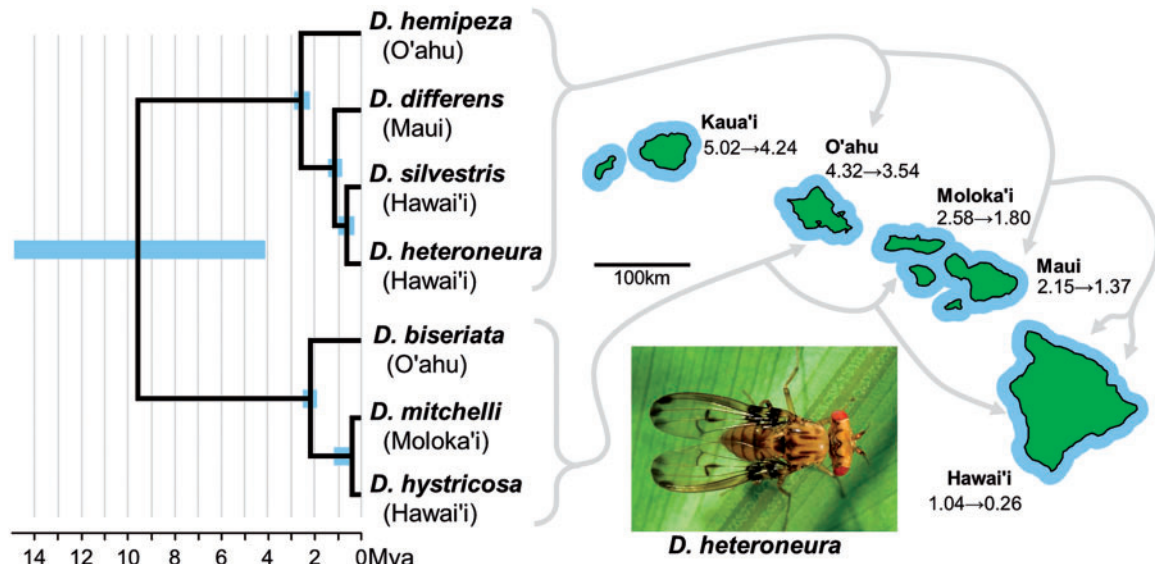 D. hemipeza
(O'ahu)
D. differens
(Maui)
D. silvestris
(Hawai'i)
D. heteroneura
(Hawai'i)
D. biseriata
(O'ahu)
D. mitchelli
(Moloka'i)
D. hystricosa
(Hawai'i)
14 12 10 8 6 4 2 0Mya
Kaua'i
5.02→4.24
O'ahu
4.32→3.54
Moloka'i
2.58→1.80
Maui
2.15→1.37
100km
Hawai'i
1.04→0.26
D. heteroneura